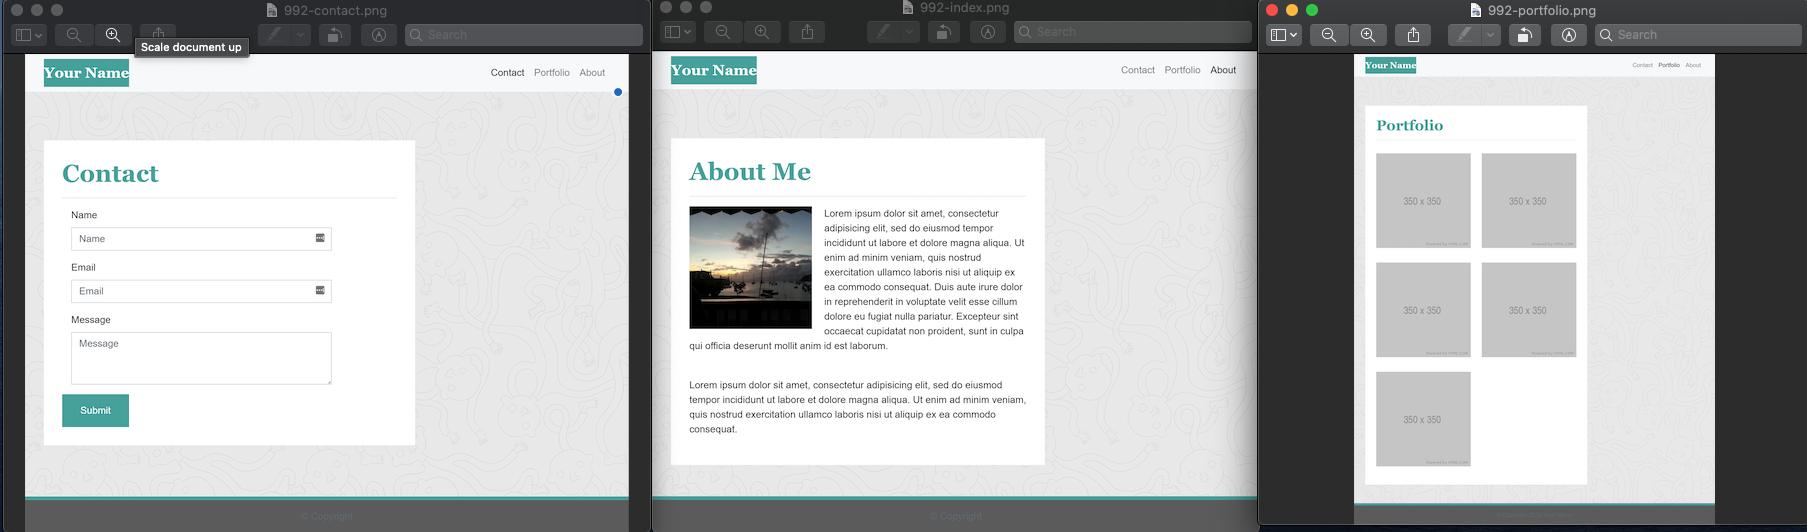 992-contact.png
Search
Scale document up
Your Name
Contact Portfolio About
Contact
Name
Name
Email
Email
Message
Message
Submit
© Copyright
992-index.png
Search
Your Name
Contact Portfolio About
About Me
Lorem ipsum dolor sit amet, consectetur
adipisicing elit, sed do eiusmod tempor
incididunt ut labore et dolore magna aliqua. Ut
enim ad minim veniam, quis nostrud
exercitation ullamco laboris nisi ut aliquip ex
ea commodo consequat. Duis aute irure dolor
in reprehenderit in voluptate velit esse cillum
dolore eu fugiat nulla pariatur. Excepteur sint
occaecat cupidatat non proident, sunt in culpa
qui officia deserunt mollit anim id est laborum.
Lorem ipsum dolor sit amet, consectetur adipisicing elit, sed do eiusmod
tempor incididunt ut labore et dolore magna aliqua. Ut enim ad minim veniam,
quis nostrud exercitation ullamco laboris nisi ut aliquip ex ea commodo
consequat.
© Copyright
992-portfolio.png
Search
Your Name
Contact Portfolio About
Portfolio
350 x 350
350 x 350
350 x 350
350 x 350
350 x 350